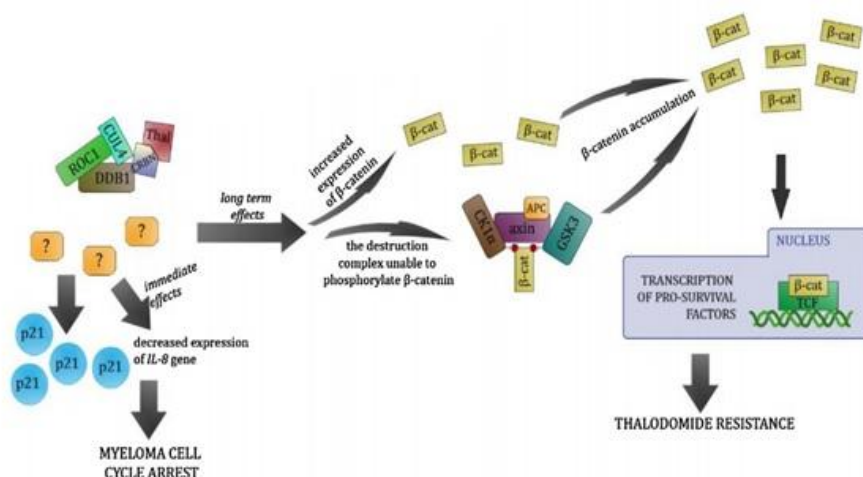 β-cat
β-cat
β-cat
β-cat
β-cat
β-cat
ROC1
CUL4
Thal
CRBN
DDB1
increased
expression
of β-catenin
β-cat
β-cat
β-cat
β-catenin accumulation
long term
effects
the destruction
complex unable to
phosphorylate β-catenin
CK1α
APC
axin
GSK3
β-cat
?
?
?
immediate
effects
p21
p21
p21
p21
decreased expression
of IL-8 gene
MYELOMA CELL
CYCLE ARREST
NUCLEUS
TRANSCRIPTION
OF PRO-SURVIVAL
FACTORS
β-cat
TCF
THALODOMIDE RESISTANCE